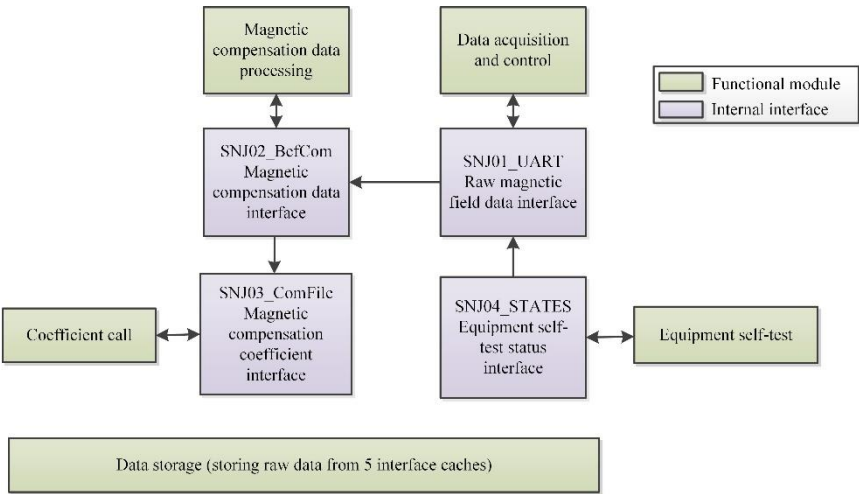 Magnetic
compensation data
processing
Data acquisition
and control
Functional module
Internal interface
SNJ02_BefCom
Magnetic
compensation data
interface
SNJ01_UART
Raw magnetic
field data interface
SNJ03_ComFile
Magnetic
compensation
coefficient
interface
SNJ04_STATES
Equipment self-
test status
interface
Coefficient call
Equipment self-test
Data storage (storing raw data from 5 interface caches)